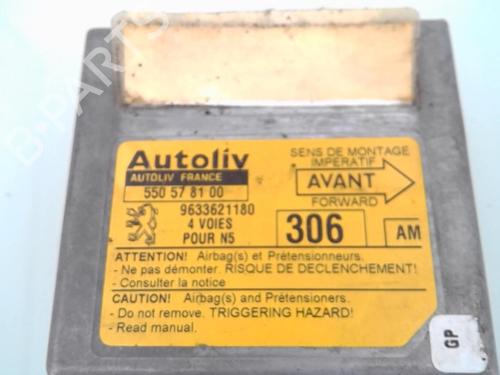 Autoliv
AUTOLIV FRANCE
550 57 81 00
9633621180
4 VOIES
POUR N5
SENS DE MONTAGE
IMPERATIF
AVANT
FORWARD
306
AM
ATTENTION! Airbag(s) et Prétensionneurs.
- Ne pas démonter. RISQUE DE DECLENCHEMENT!
- Consulter la notice
CAUTION! Airbag(s) and Prétensioners.
- Do not remove. TRIGGERING HAZARD!
- Read manual.
GP
B-PARTS